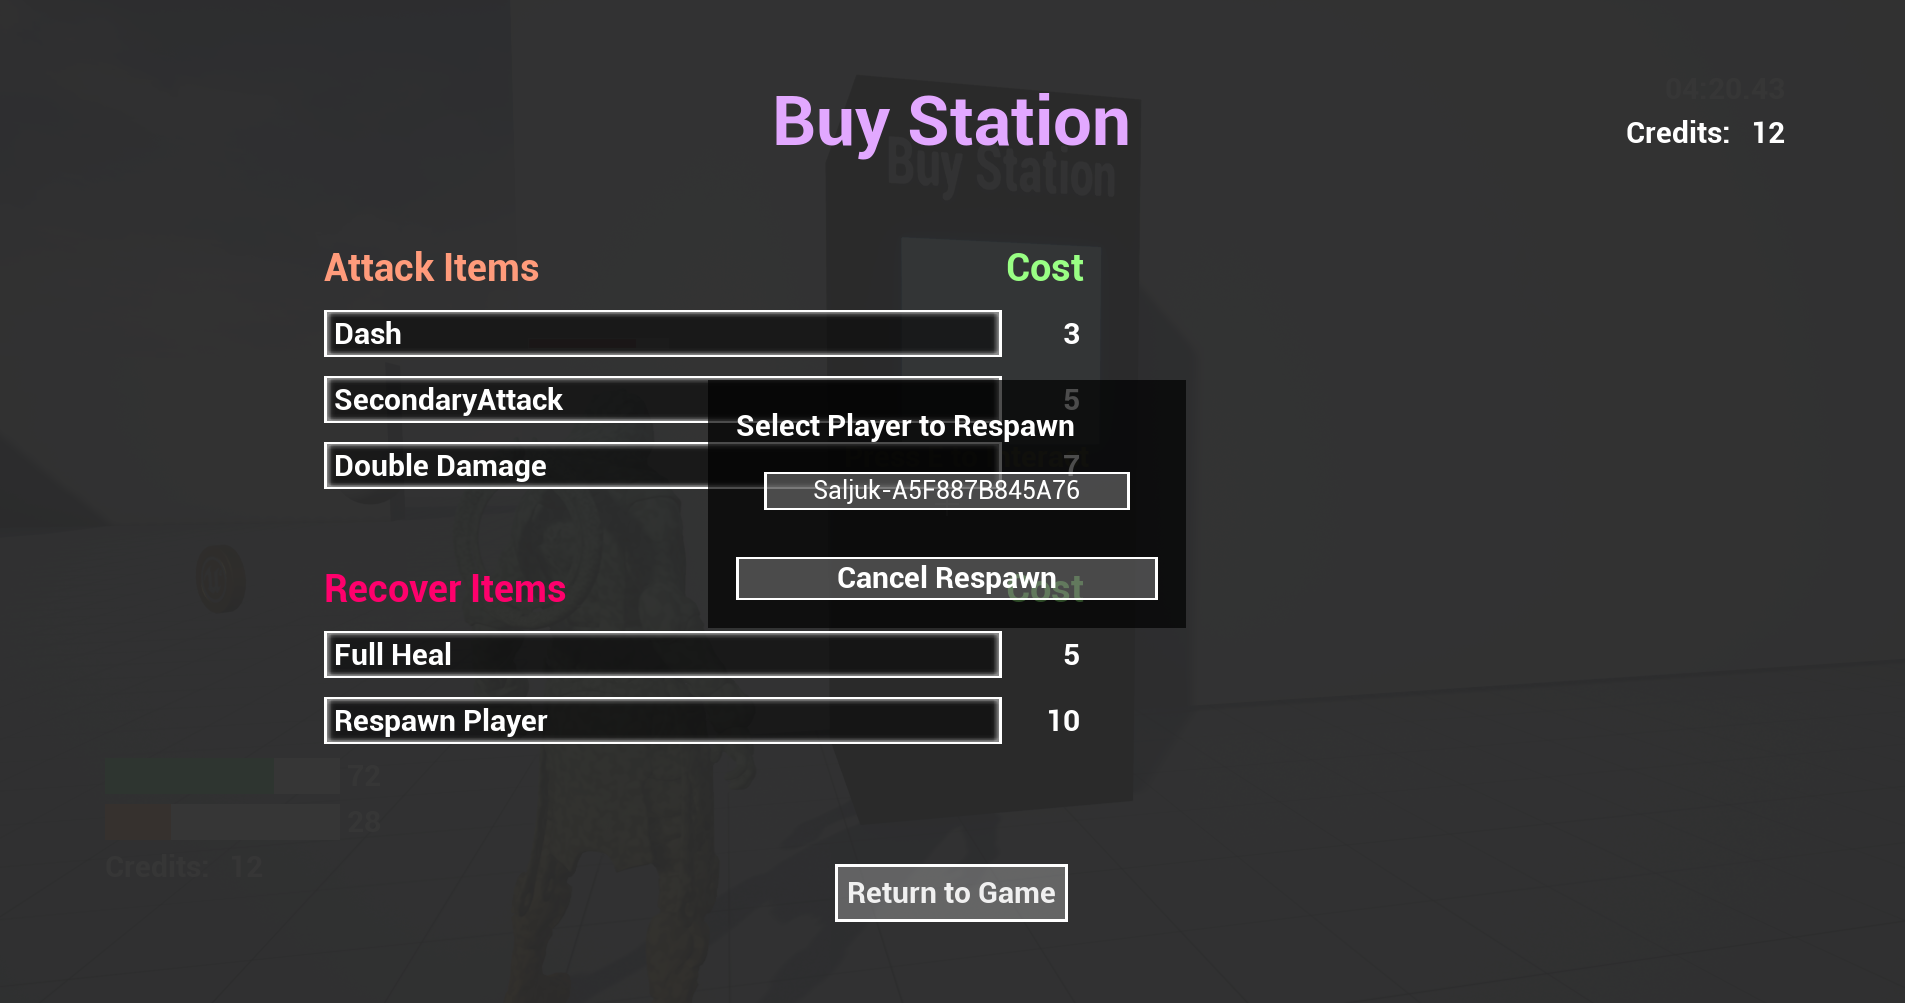 04:20.43
Buy Station
Credits: 12
Buy Station
Attack Items Cost
Dash 3
SecondaryAttack 5
Select Player to Respawn
Double Damage 7
Saljuk-A5F887B845A76
Cancel Respawn
Recover Items Cost
Full Heal 5
Respawn Player 10
72
28
Credits: 12
Return to Game